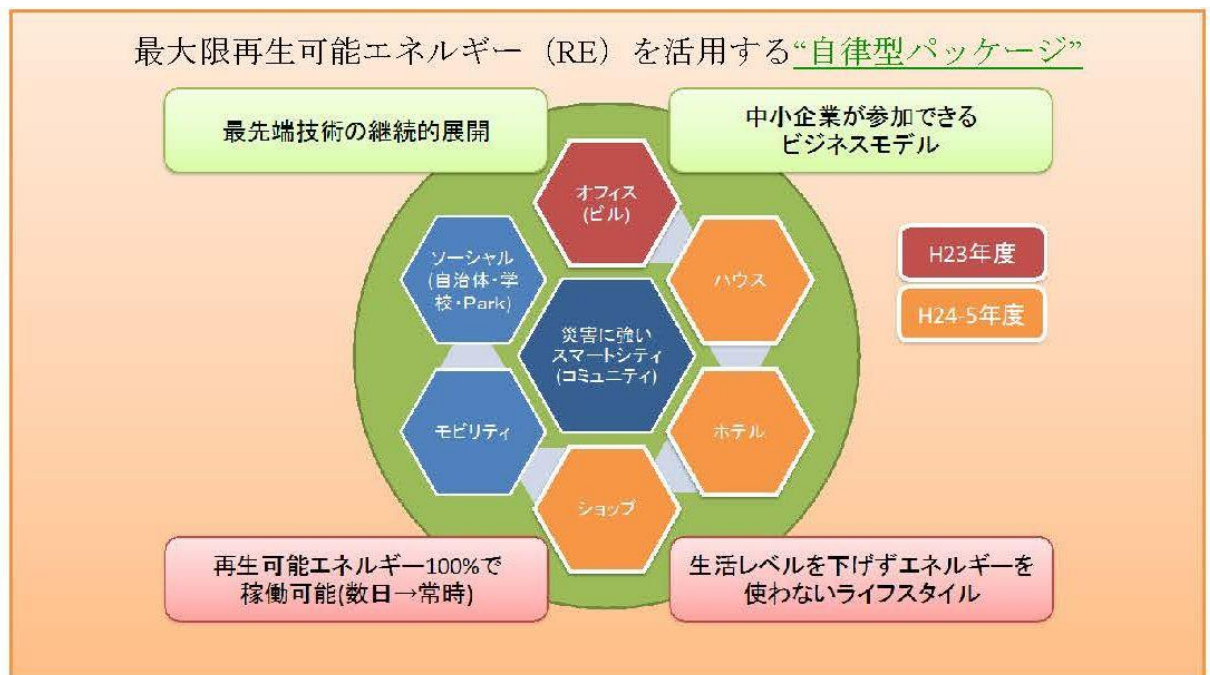 最大限再生可能エネルギー（RE）を活用する“自律型パッケージ”
最先端技術の継続的展開
中小企業が参加できる
ビジネスモデル
オフィス
(ビル)
ソーシャル
(自治体・学
校・Park)
ハウス
H23年度
H24-5年度
災害に強い
スマートシティ
(コミュニティ)
モビリティ
ホテル
ショップ
再生可能エネルギー100%で
稼働可能(数日→常時)
生活レベルを下げずエネルギーを
使わないライフスタイル